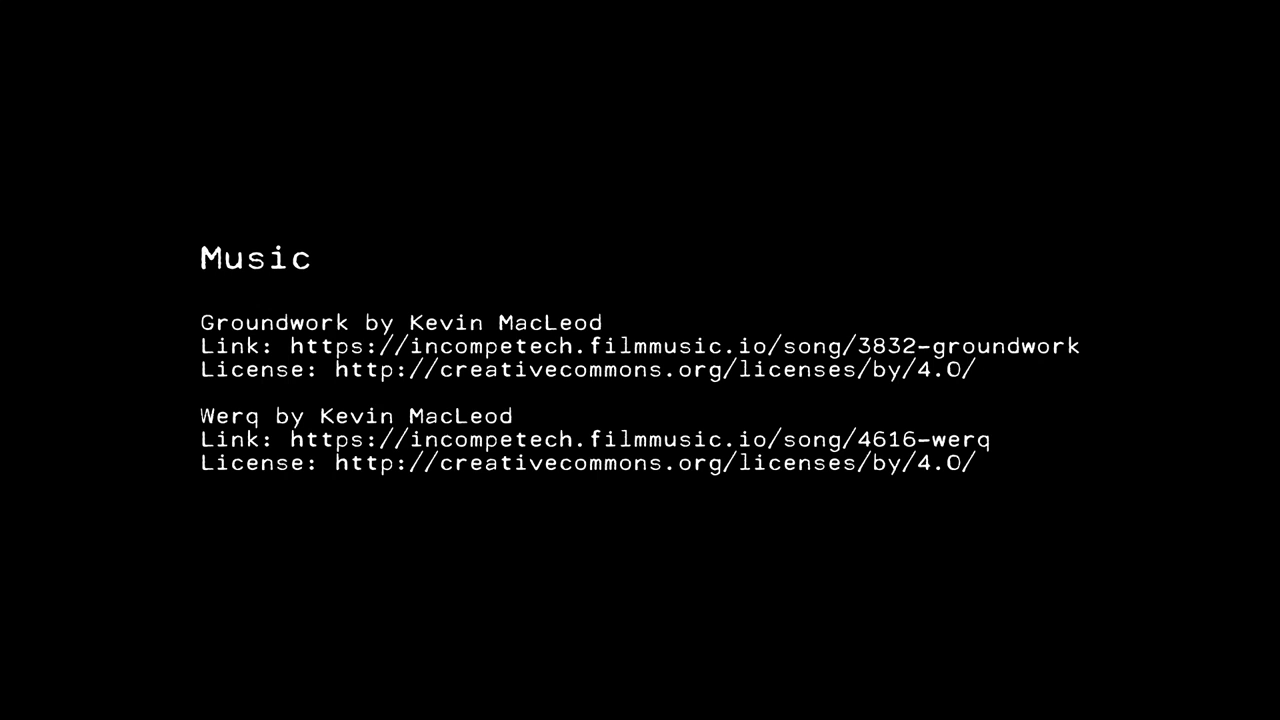 Music
Groundwork by Kevin MacLeod
Link: https://incompetech.filmmusic.io/song/3832-groundwork
License: http://creativecommons.org/licenses/by/4.0/
Werq by Kevin MacLeod
Link: https://incompetech.filmmusic.io/song/4616-werq
License: http://creativecommons.org/licenses/by/4.0/